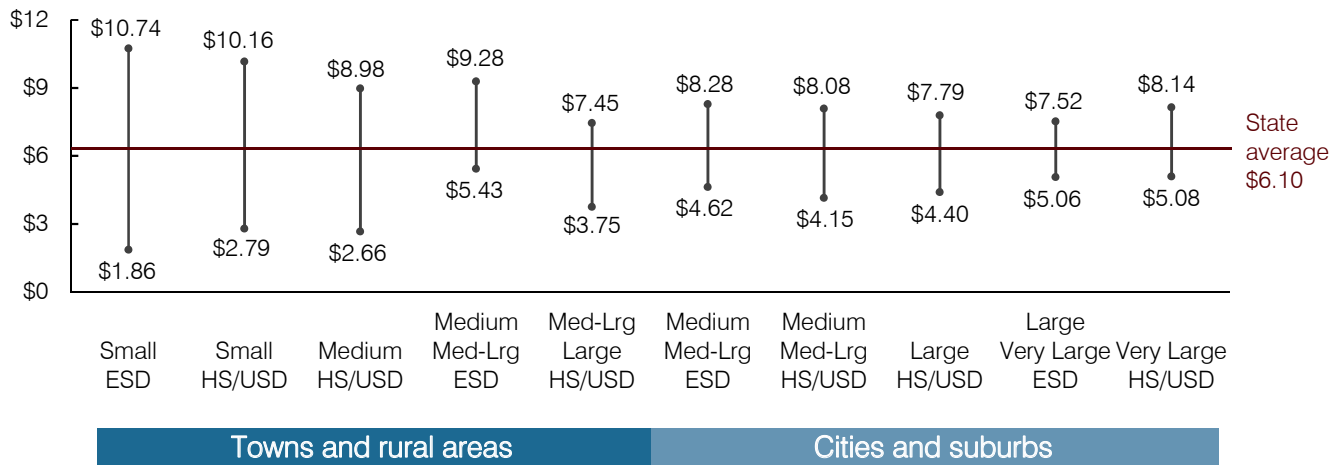 $12
$9
$6
$3
$0
$10.74
$1.86
$10.16
$2.79
$8.98
$2.66
$9.28
$5.43
$7.45
$3.75
$8.28
$4.62
$8.08
$4.15
$7.79
$4.40
$7.52
$5.06
$8.14
$5.08
State
average
$6.10
Small
ESD
Small
HS/USD
Medium
HS/USD
Medium
Med-Lrg
ESD
Med-Lrg
Large
HS/USD
Medium
Med-Lrg
ESD
Medium
Med-Lrg
HS/USD
Large
HS/USD
Large
Very Large
ESD
Very Large
HS/USD
Towns and rural areas
Cities and suburbs